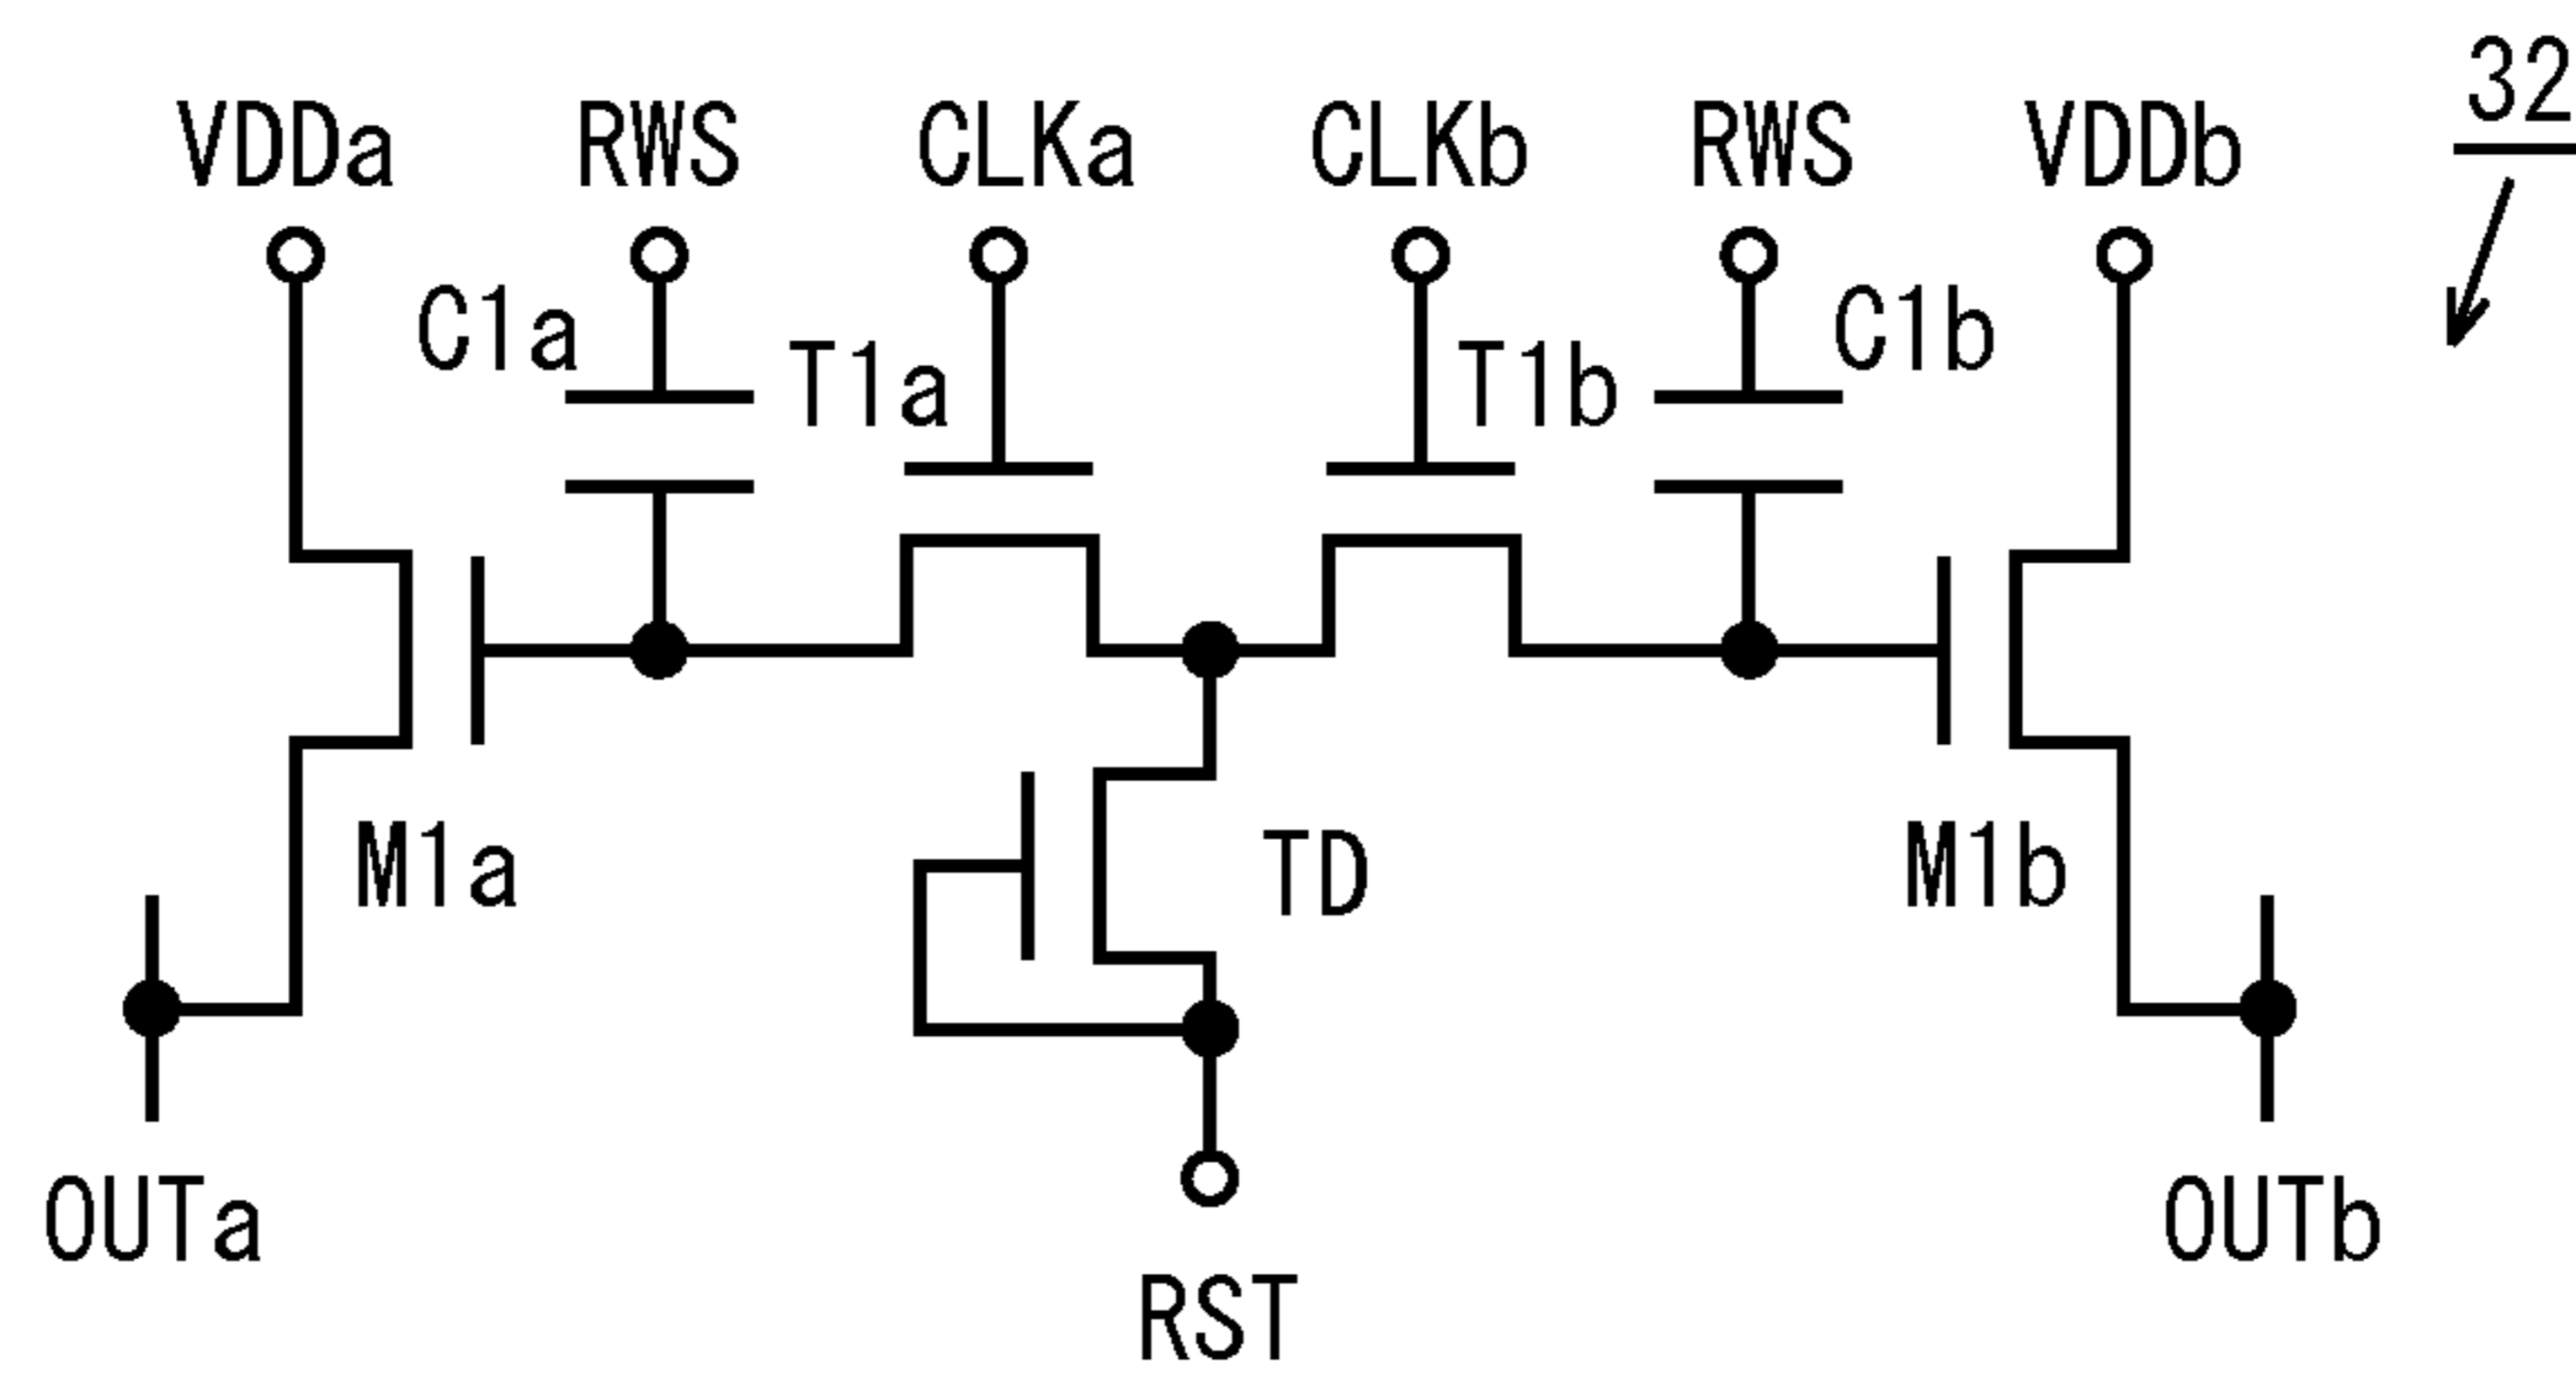 32
VDDa RWS CLKa CLKb RWS VDDb
C1a T1a T1b C1b
M1a TD M1b
OUTa OUTb
RST